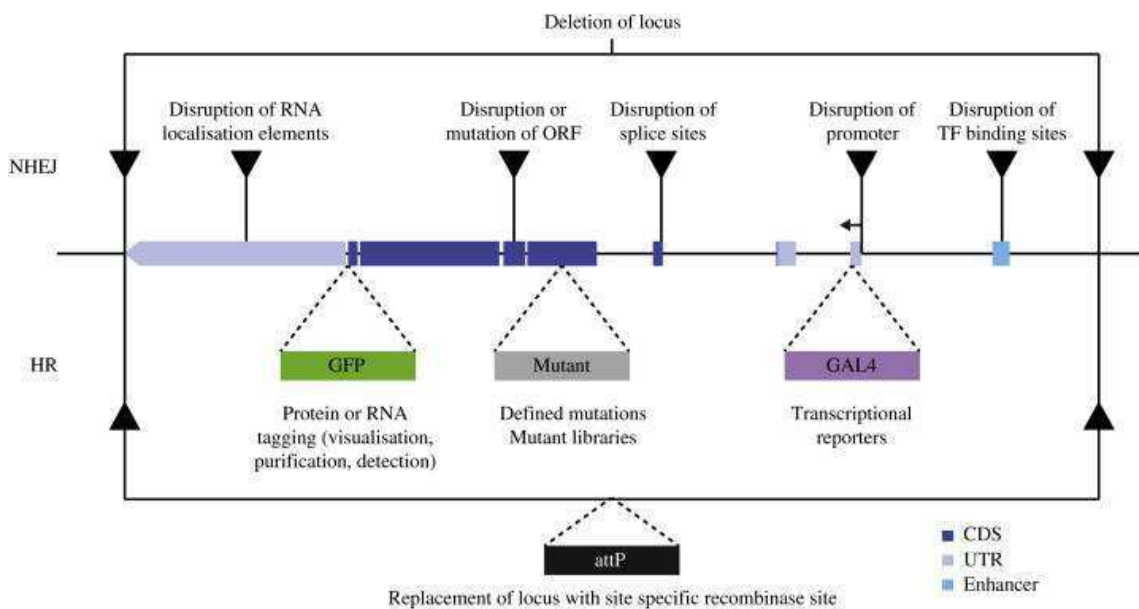 Deletion of locus
Disruption of RNA
localisation elements
Disruption or
mutation of ORF
Disruption of
splice sites
Disruption of
promoter
Disruption of
TF binding sites
NHEJ
HR
GFP
Mutant
GAL4
Protein or RNA
tagging (visualisation,
purification, detection)
Defined mutations
Mutant libraries
Transcriptional
reporters
attP
Replacement of locus with site specific recombinase site
CDS
UTR
Enhancer